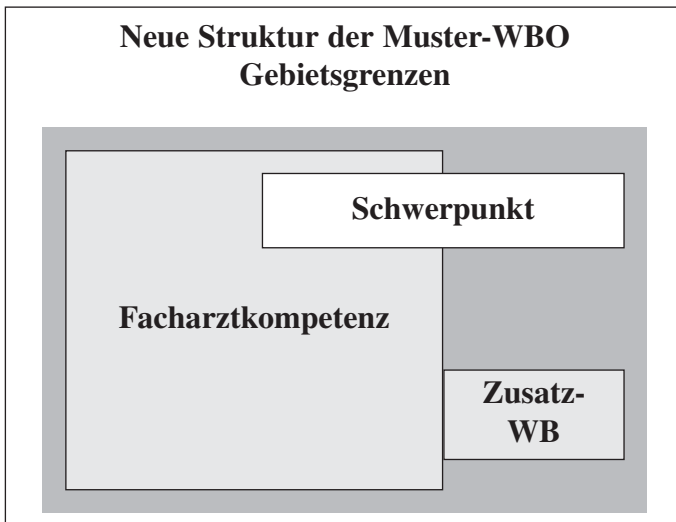 Neue Struktur der Muster-WBO
Gebietsgrenzen
Schwerpunkt
Facharztkompetenz
Zusatz-
WB